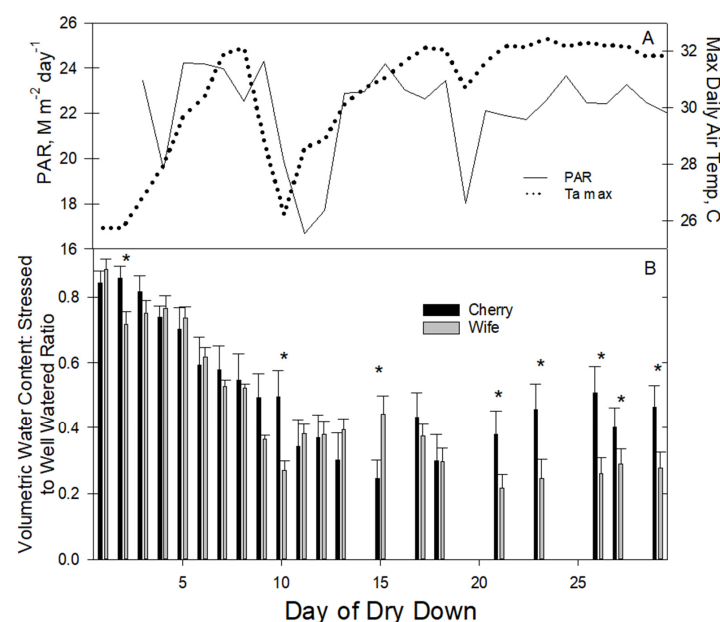 26
24
22
20
18
16
PAR, M m-2 day-1
A
32
30
28
26
Max Daily Air Temp, C
PAR
Ta max
B
Cherry
Wife
*
*
*
*
*
*
*
*
0.8
0.6
0.4
0.2
0.0
Volumetric Water Content: Stressed
to Well Watered Ratio
5
10
15
20
25
Day of Dry Down